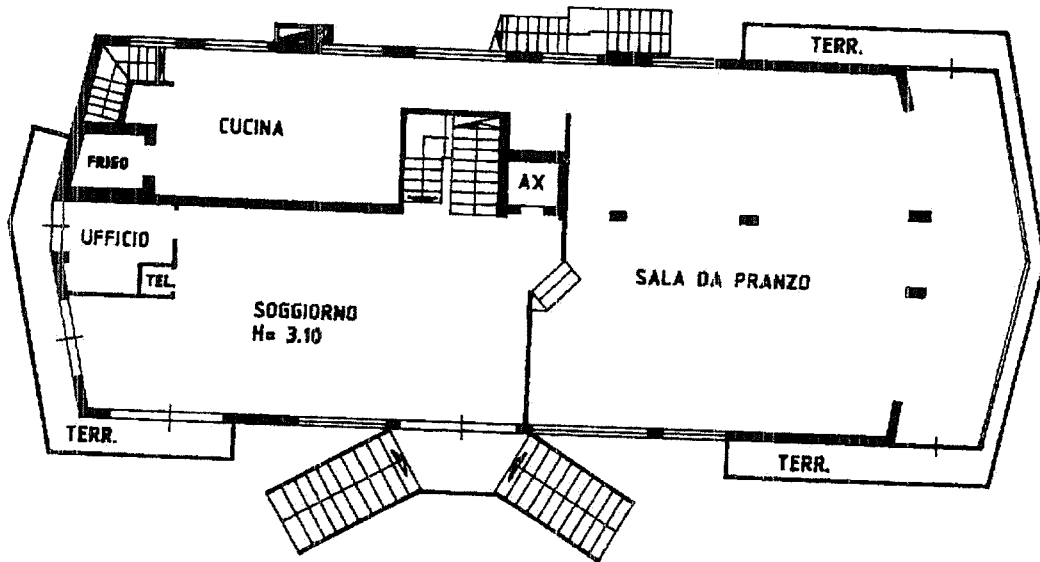 TERR.
CUCINA
FRIGO
AX
UFFICIO
TEL.
SALA DA PRANZO
SOGGIORNO
H= 3.10
TERR.
TERR.